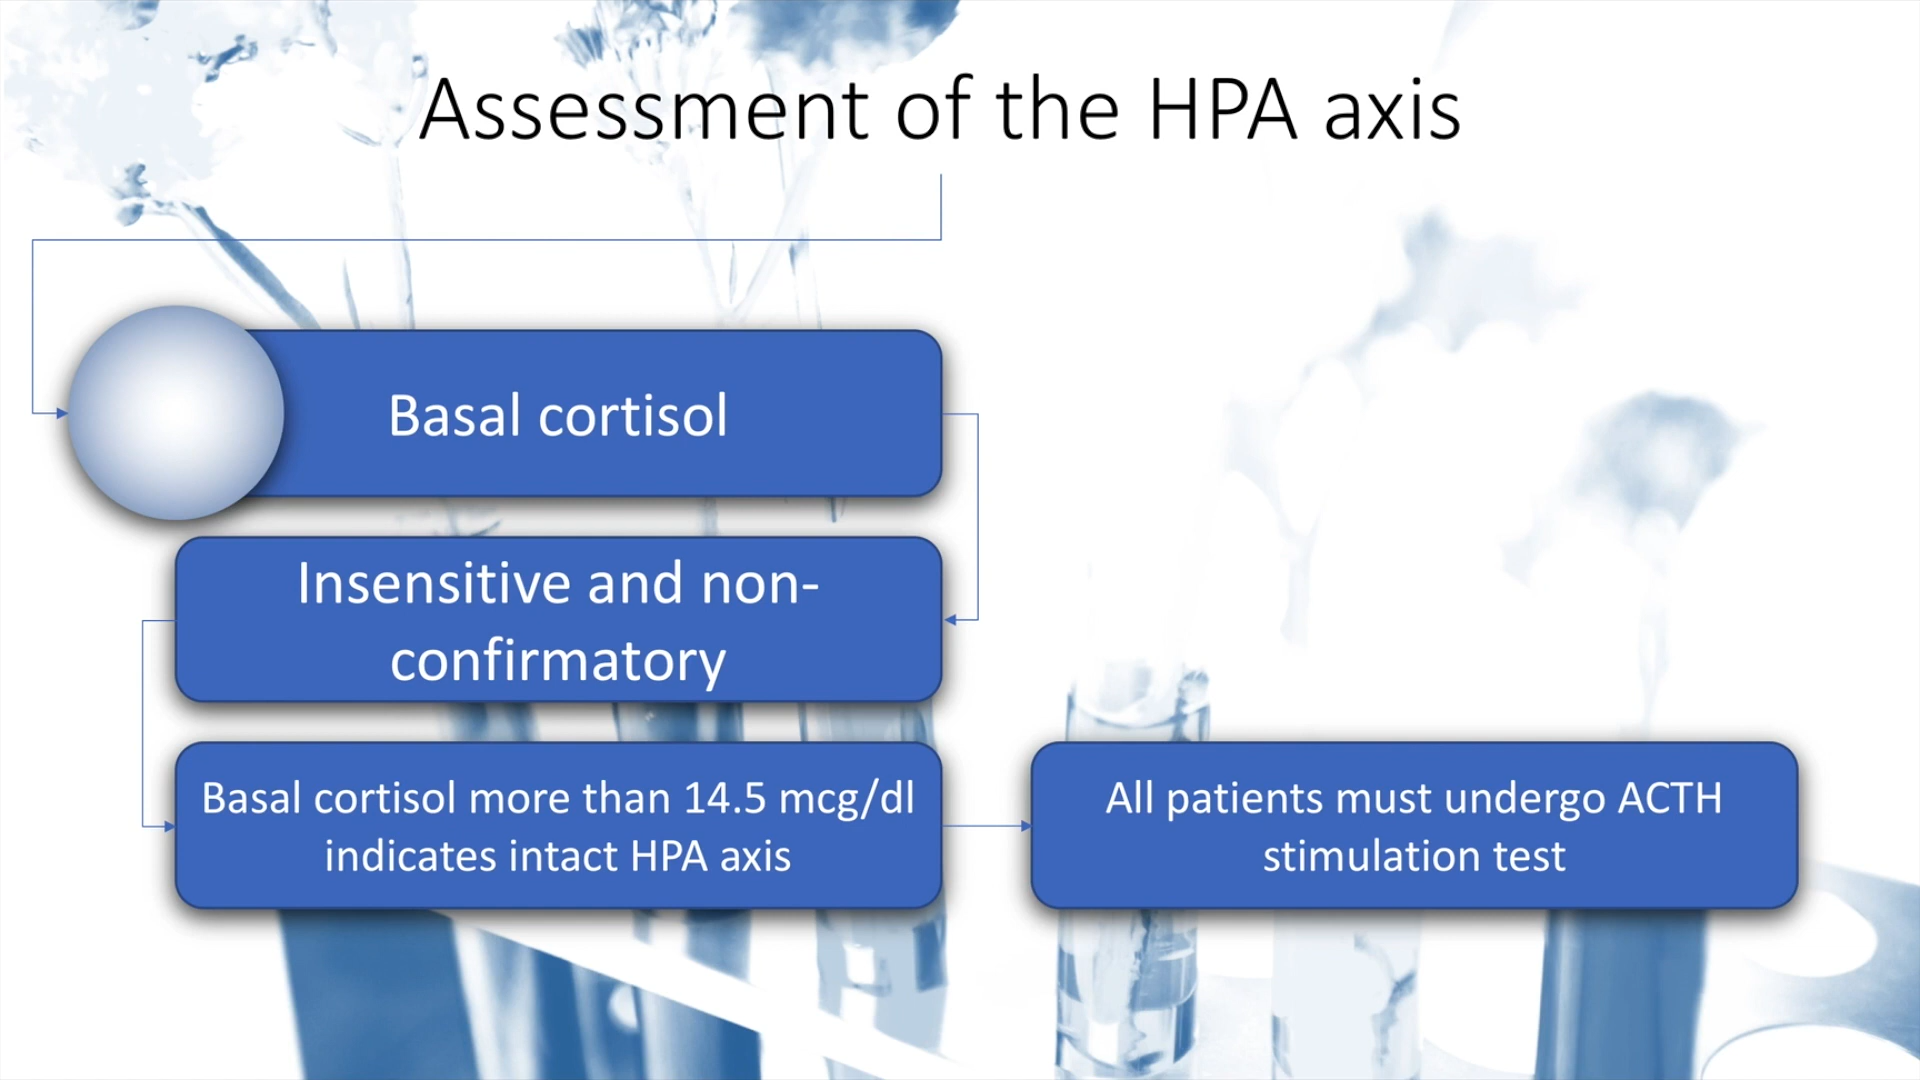 Assessment of the HPA axis
Basal cortisol
Insensitive and non-
confirmatory
Basal cortisol more than 14.5 mcg/dl
indicates intact HPA axis
All patients must undergo ACTH
stimulation test